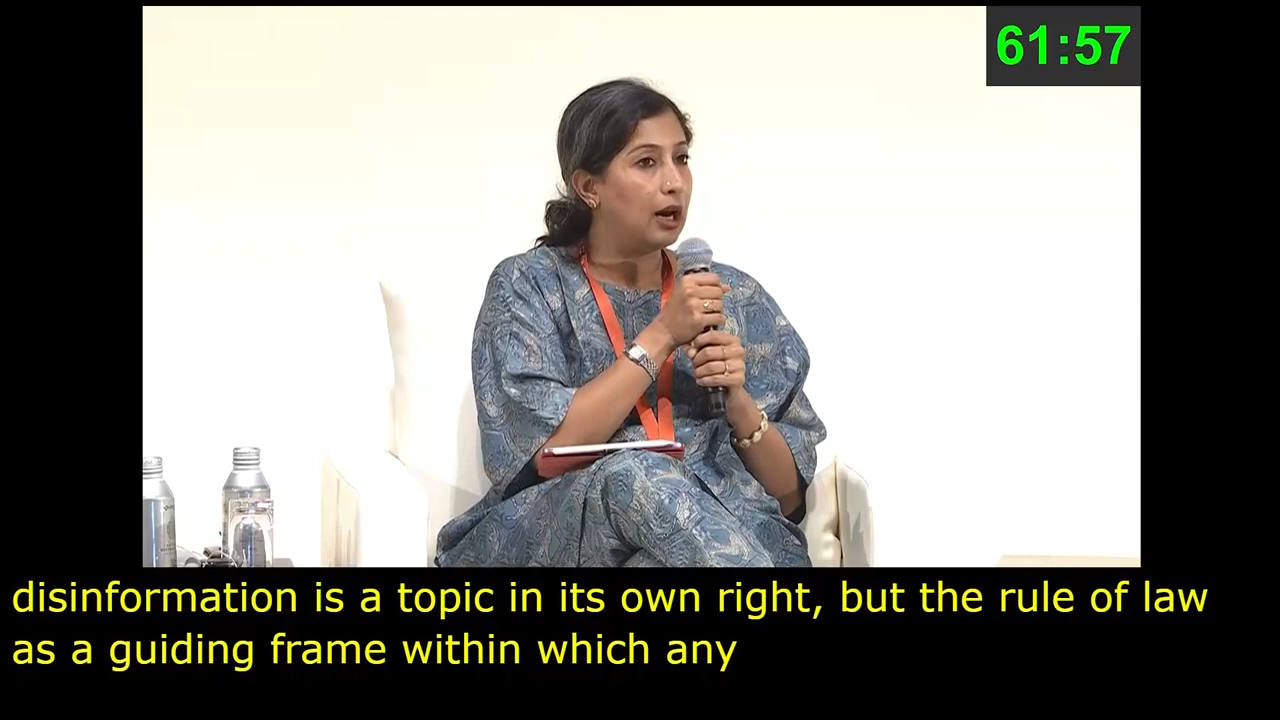 61:57
disinformation is a topic in its own right, but the rule of law
as a guiding frame within which any